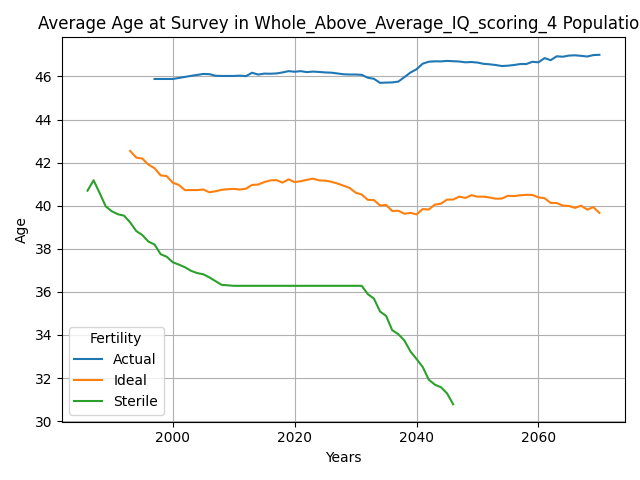 Average Age at Survey in Whole_Above_Average_IQ_scoring_4 Populatio
46
44
42
40
38
36
34
32
30
Age
Fertility
Actual
Ideal
Sterile
2000
2020
2040
2060
Years